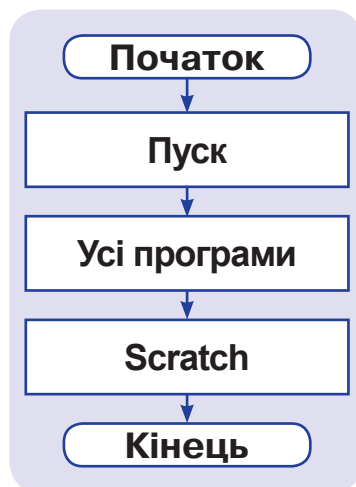 Початок
Пуск
Усі програми
Scratch
Кінець